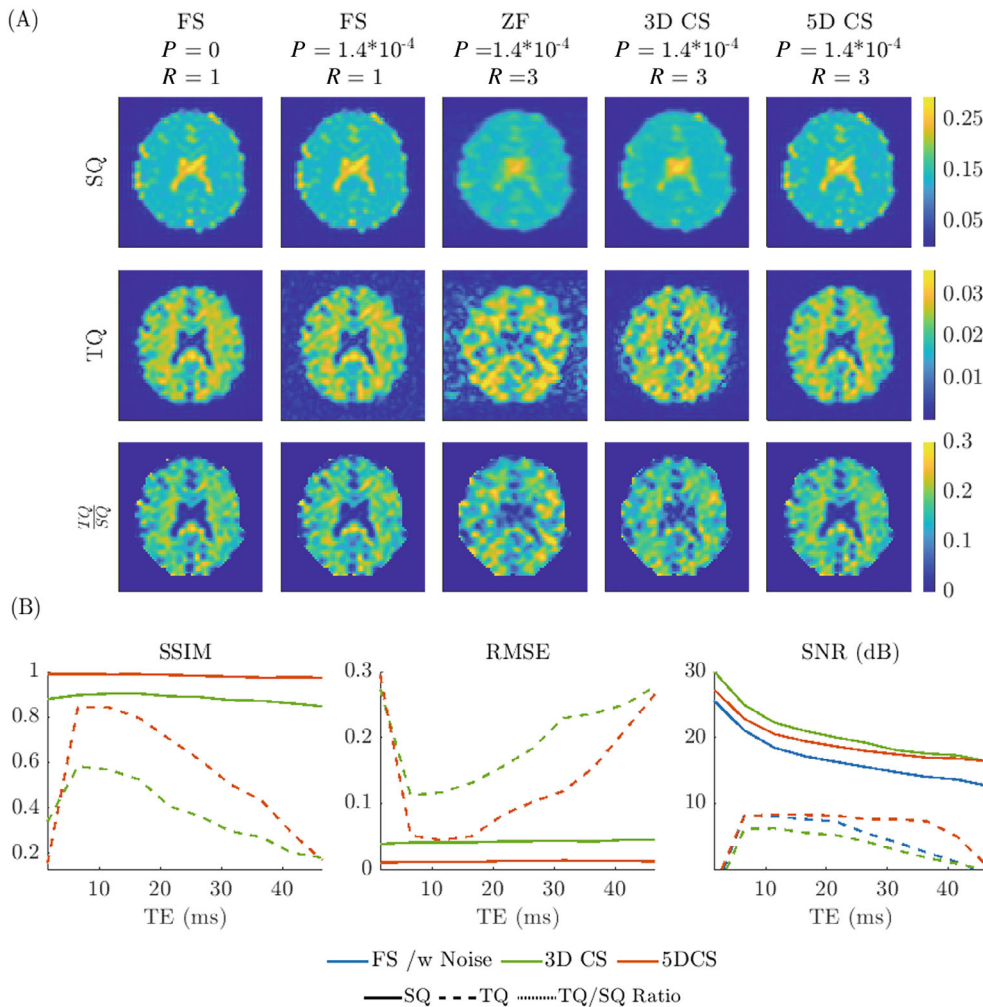 (A)
FS FS ZF 3D CS 5D CS
P = 0 P = 1.4*10-4 P =1.4*10-4 P = 1.4*10-4 P = 1.4*10-4
R = 1 R = 1 R =3 R = 3 R = 3
SQ
0.25
0.15
0.05
TQ
0.03
0.02
0.01
TQ
SQ
0.3
0.2
0.1
0
(B)
SSIM RMSE SNR (dB)
1 0.3 30
0.8
0.2 20
0.6
0.1 10
0.4
0.2
0
10 20 30 40 10 20 30 40 10 20 30 40
TE (ms) TE (ms) TE (ms)
FS /w Noise 3D CS 5DCS
SQ TQ TQ/SQ Ratio